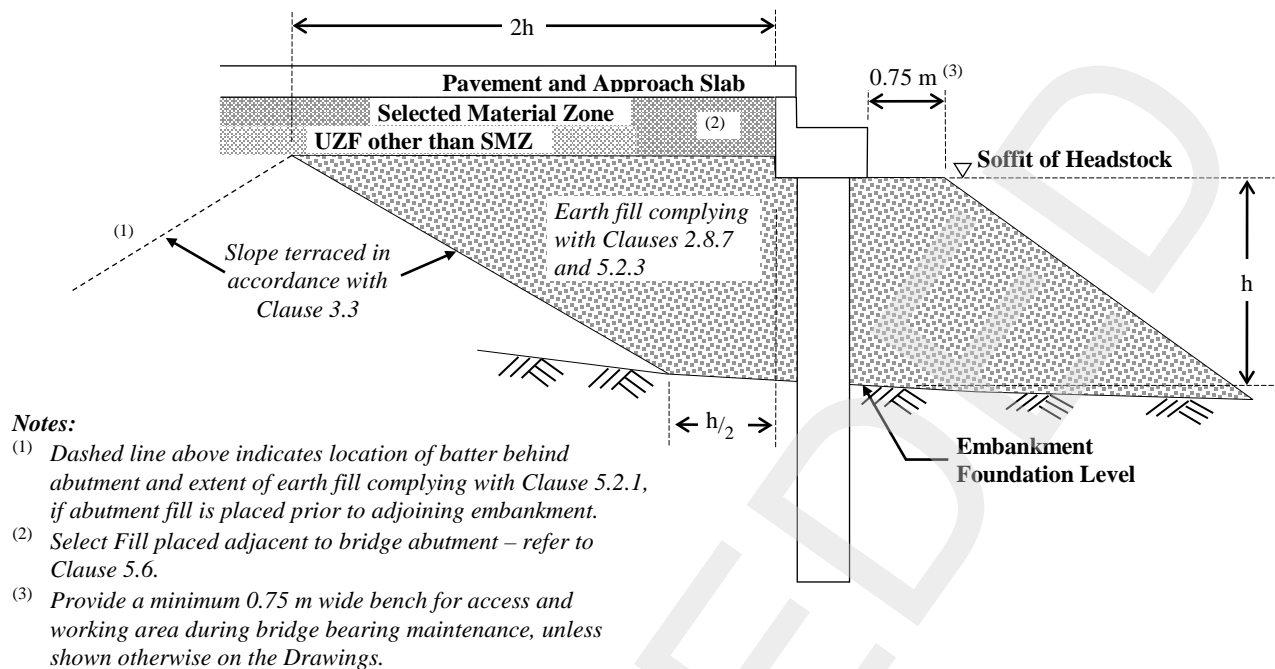 2h
0.75 m (3)
Pavement and Approach Slab
Selected Material Zone
(2)
UZF other than SMZ
Soffit of Headstock
Earth fill complying
with Clauses 2.8.7
and 5.2.3
(1)
Slope terraced in
accordance with
Clause 3.3
h
h/2
Embankment
Foundation Level
Notes:
(1) Dashed line above indicates location of batter behind
abutment and extent of earth fill complying with Clause 5.2.1,
if abutment fill is placed prior to adjoining embankment.
(2) Select Fill placed adjacent to bridge abutment – refer to
Clause 5.6.
(3) Provide a minimum 0.75 m wide bench for access and
working area during bridge bearing maintenance, unless
shown otherwise on the Drawings.